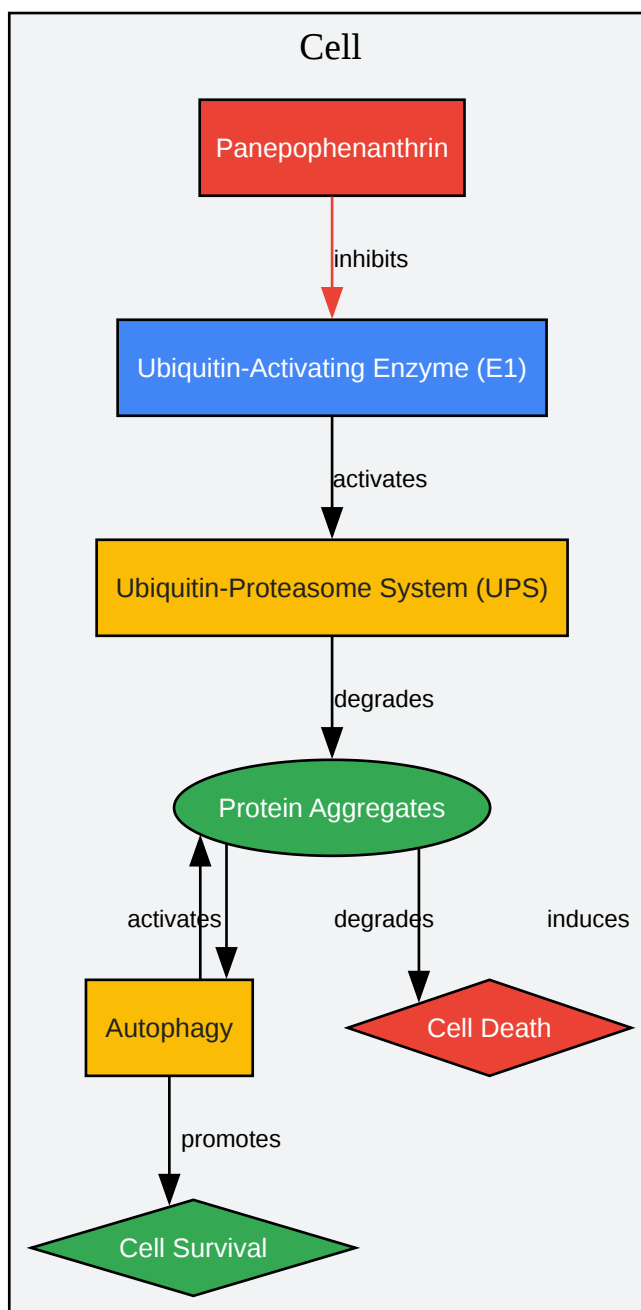 Cell
Panepophenanthrin
inhibits
Ubiquitin-Activating Enzyme (E1)
activates
Ubiquitin-Proteasome System (UPS)
degrades
Protein Aggregates
activates
degrades
induces
Autophagy
Cell Death
promotes
Cell Survival